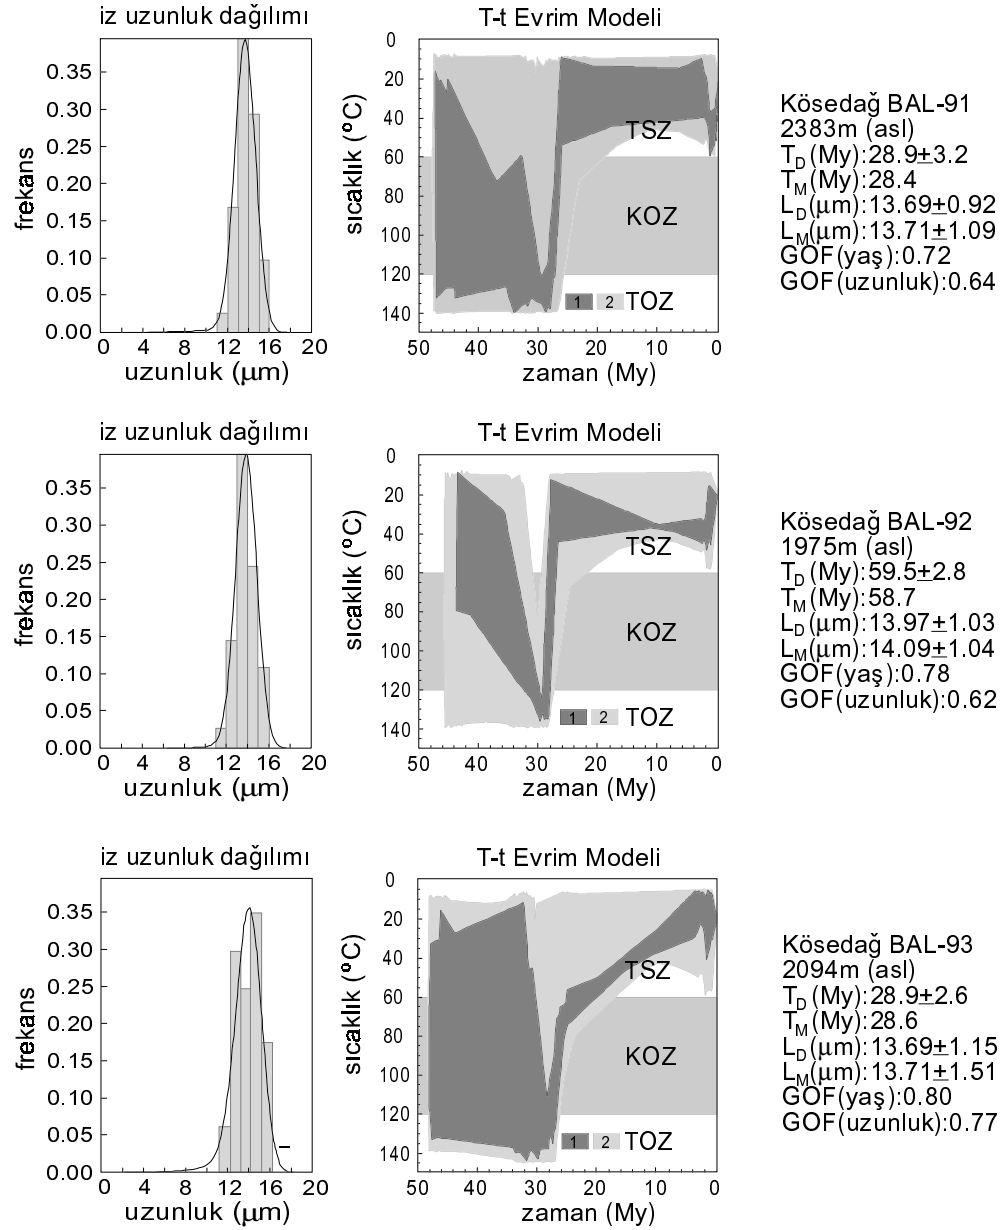 iz uzunluk dağılımı
frekans
0.35
0.30
0.25
0.20
0.15
0.10
0.05
0.00
0 4 8 12 16 20
uzunluk (µm)
T-t Evrim Modeli
sıcaklık (°C)
0
20
40
60
80
100
120
150
TSZ
KOZ
1 2 TOZ
50 40 30 20 10 0
zaman (My)
Kösedağ BAL-91
2383m (asl)
T_D (My):28.9±3.2
T_M (My):28.4
L_D (µm):13.69±0.92
L_M(µm):13.71±1.09
GOF(yaş):0.72
GOF(uzunluk):0.64
iz uzunluk dağılımı
frekans
0.35
0.30
0.25
0.20
0.15
0.10
0.05
0.00
0 4 8 12 16 20
uzunluk (µm)
T-t Evrim Modeli
sıcaklık (°C)
0
20
40
60
80
100
120
150
TSZ
KOZ
1 2 TOZ
50 40 30 20 10 0
zaman (My)
Kösedağ BAL-92
1975m (asl)
T_D (My):59.5±2.8
T_M (My):58.7
L_D (µm):13.97±1.03
L_M(µm):14.09±1.04
GOF(yaş):0.78
GOF(uzunluk):0.62
iz uzunluk dağılımı
frekans
0.35
0.30
0.25
0.20
0.15
0.10
0.05
0.00
0 4 8 12 16 20
uzunluk (µm)
T-t Evrim Modeli
sıcaklık (°C)
0
20
40
60
80
100
120
150
TSZ
KOZ
1 2 TOZ
50 40 30 20 10 0
zaman (My)
Kösedağ BAL-93
2094m (asl)
T_D (My):28.9±2.6
T_M (My):28.6
L_D (µm):13.69±1.15
L_M(µm):13.71±1.51
GOF(yaş):0.80
GOF(uzunluk):0.77